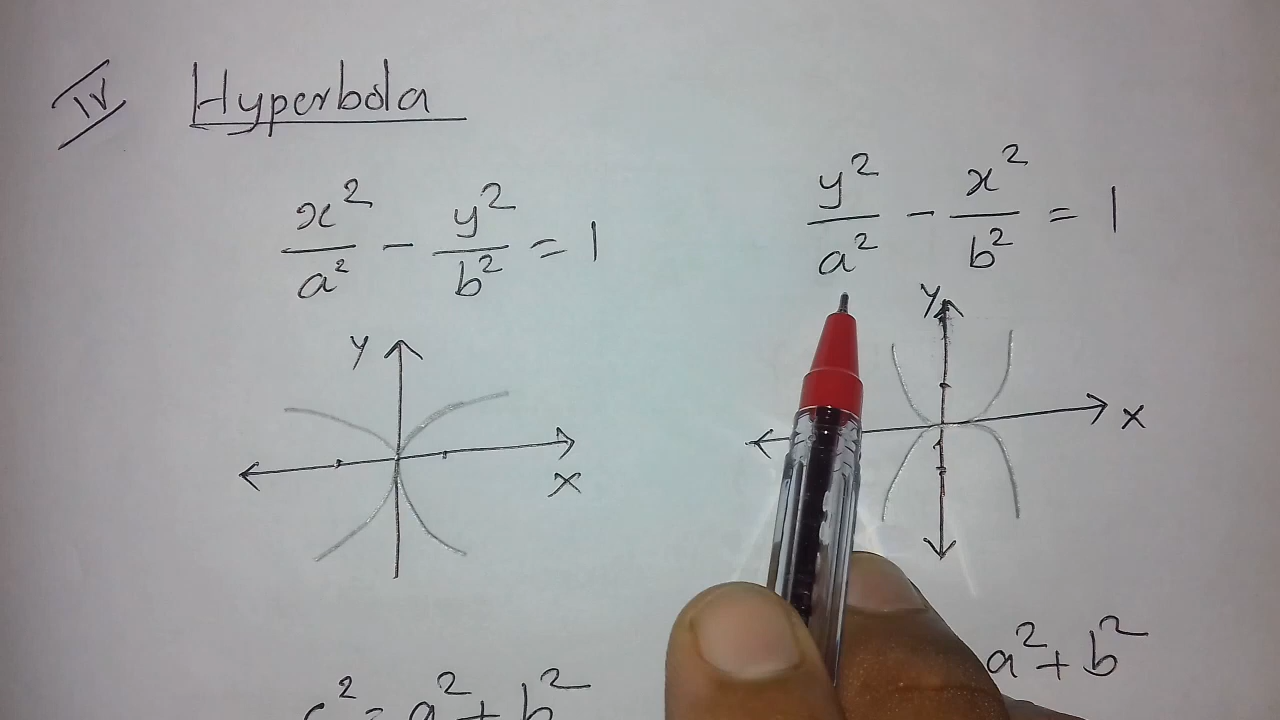 IV Hyperbola
x²/a² - y²/b² = 1
y²/a² - x²/b² = 1
Y
X
Y
X
c² = a² + b²
a² + b²